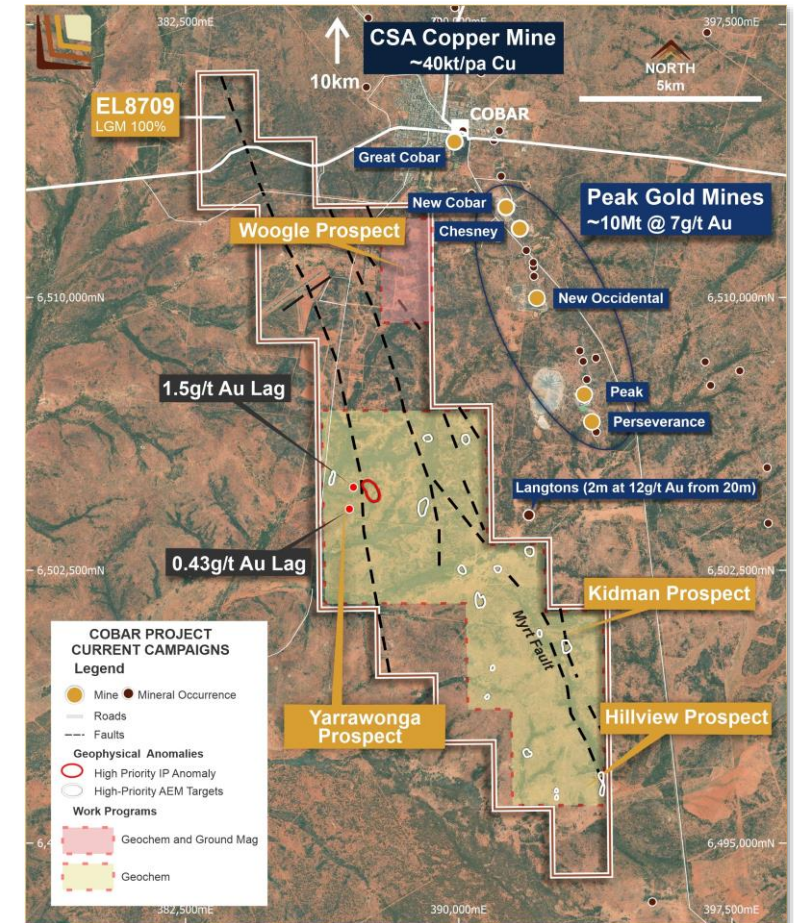 382,500mE
390,000mE
397,500mE
CSA Copper Mine
~40kt/pa Cu
10km
NORTH
5km
EL8709
LGM 100%
COBAR
Great Cobar
New Cobar
Peak Gold Mines
~10Mt @ 7g/t Au
Chesney
Woogle Prospect
6,510,000mN
New Occidental
6,510,000mN
1.5g/t Au Lag
Peak
Perseverance
Langtons (2m at 12g/t Au from 20m)
0.43g/t Au Lag
6,502,500mN
6,502,500mN
Kidman Prospect
Myrt Fault
Yarrawonga
Prospect
Hillview Prospect
COBAR PROJECT
CURRENT CAMPAIGNS
Legend
Mine
Mineral Occurrence
Roads
Faults
Geophysical Anomalies
High Priority IP Anomaly
High-Priority AEM Targets
Work Programs
Geochem and Ground Mag
Geochem
6,495,000mN
382,500mE
390,000mE
397,500mE